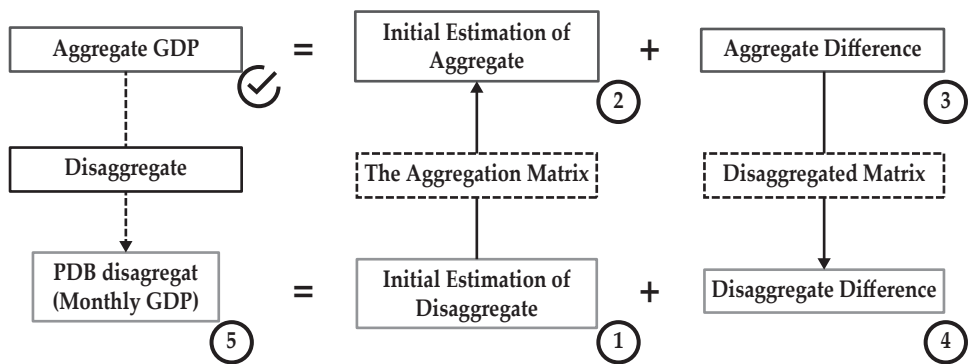 Aggregate GDP
=
Initial Estimation of
Aggregate
+
Aggregate Difference
2
3
Disaggregate
The Aggregation Matrix
Disaggregated Matrix
PDB disagregat
(Monthly GDP)
=
Initial Estimation of
Disaggregate
+
Disaggregate Difference
5
1
4